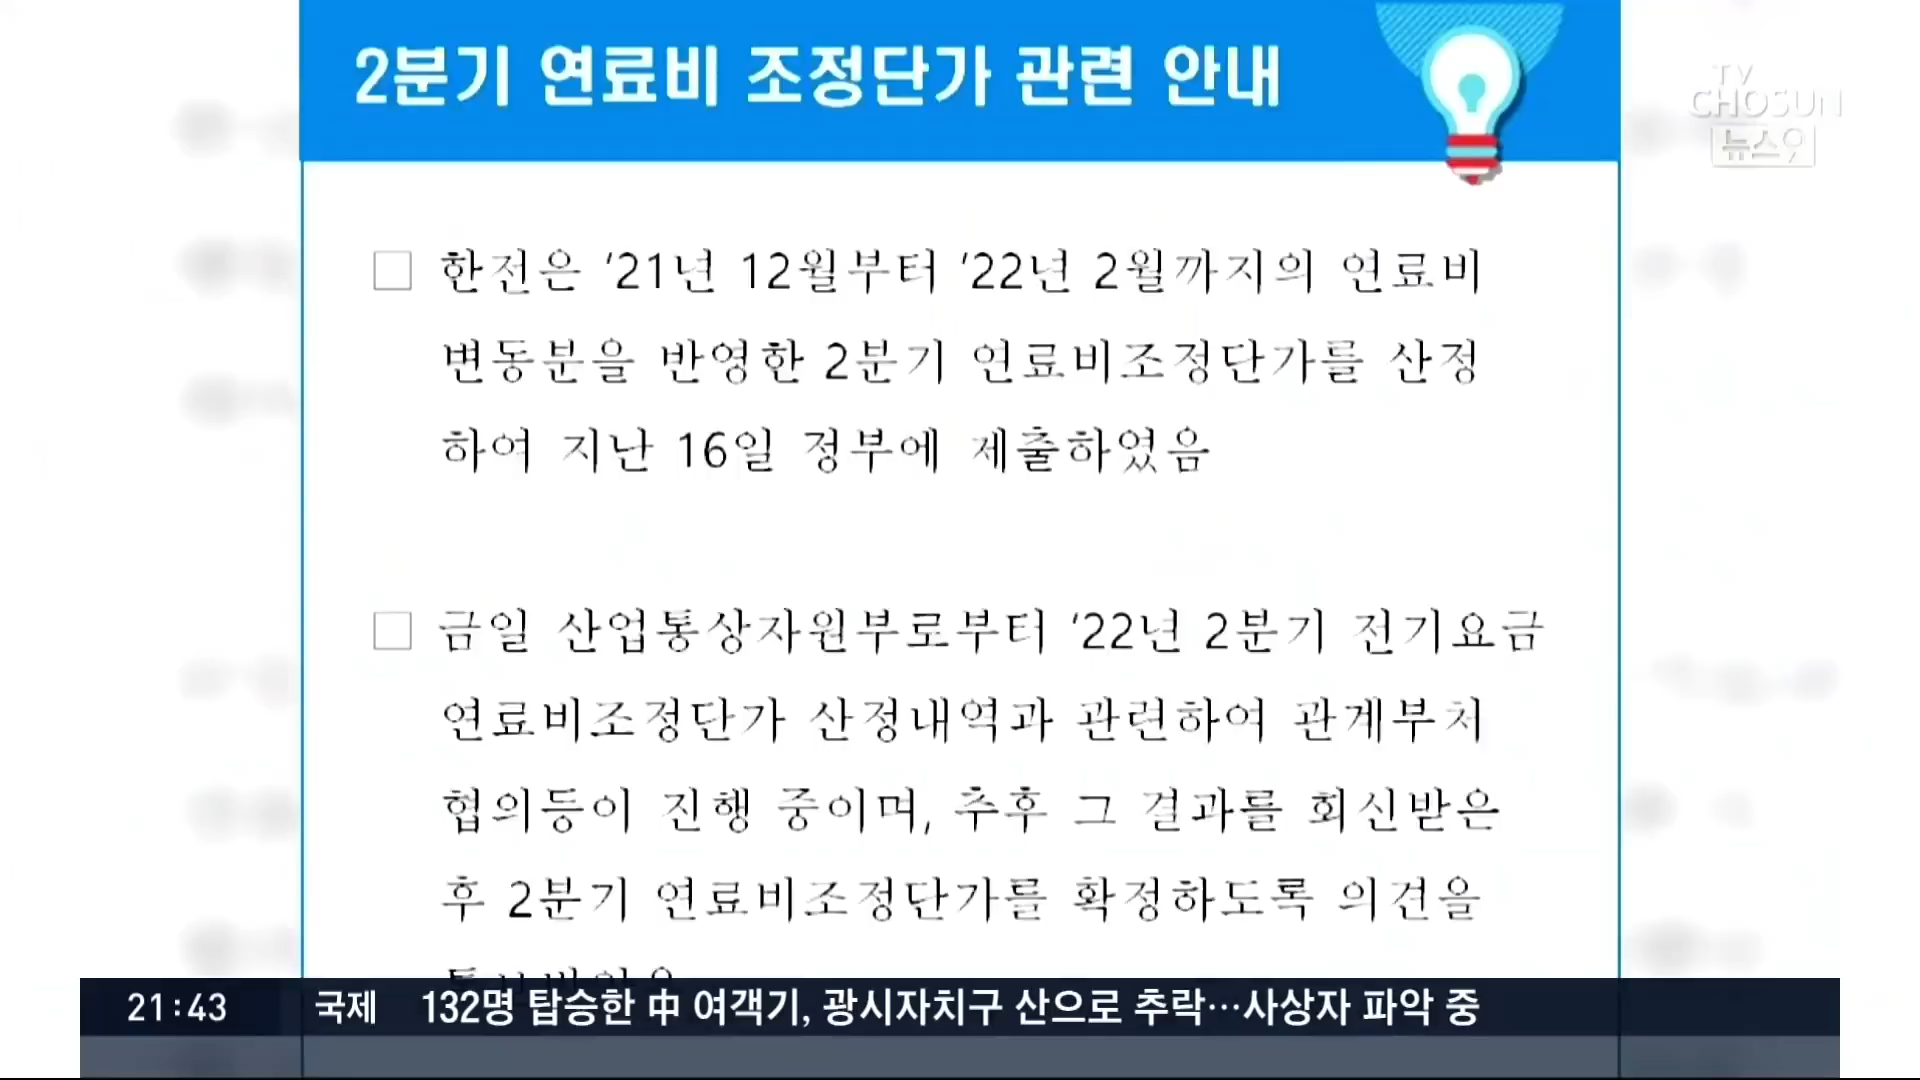 2분기 연료비 조정단가 관련 안내
TV
CHOSUN
뉴스9
□ 한전은 ’21년 12월부터 ’22년 2월까지의 연료비
변동분을 반영한 2분기 연료비조정단가를 산정
하여 지난 16일 정부에 제출하였음
□ 금일 산업통상자원부로부터 ’22년 2분기 전기요금
연료비조정단가 산정내역과 관련하여 관계부처
협의등이 진행 중이며, 추후 그 결과를 회신받은
후 2분기 연료비조정단가를 확정하도록 의견을
21:43 국제 132명 탑승한 中 여객기, 광시자치구 산으로 추락…사상자 파악 중